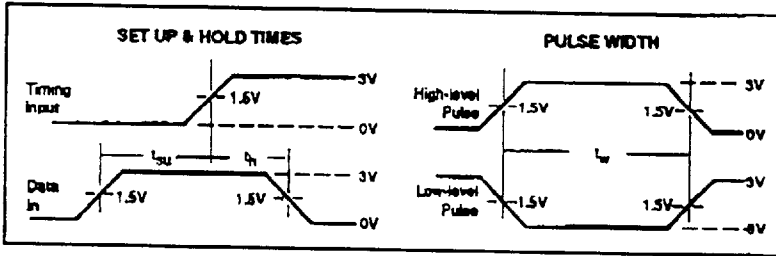 SET UP & HOLD TIMES
Timing
Input
1.5V
3V
0V
tsu
th
Data
In
1.5V
1.5V
3V
0V
PULSE WIDTH
High-level
Pulse
1.5V
1.5V
3V
0V
tw
Low-level
Pulse
1.5V
1.5V
3V